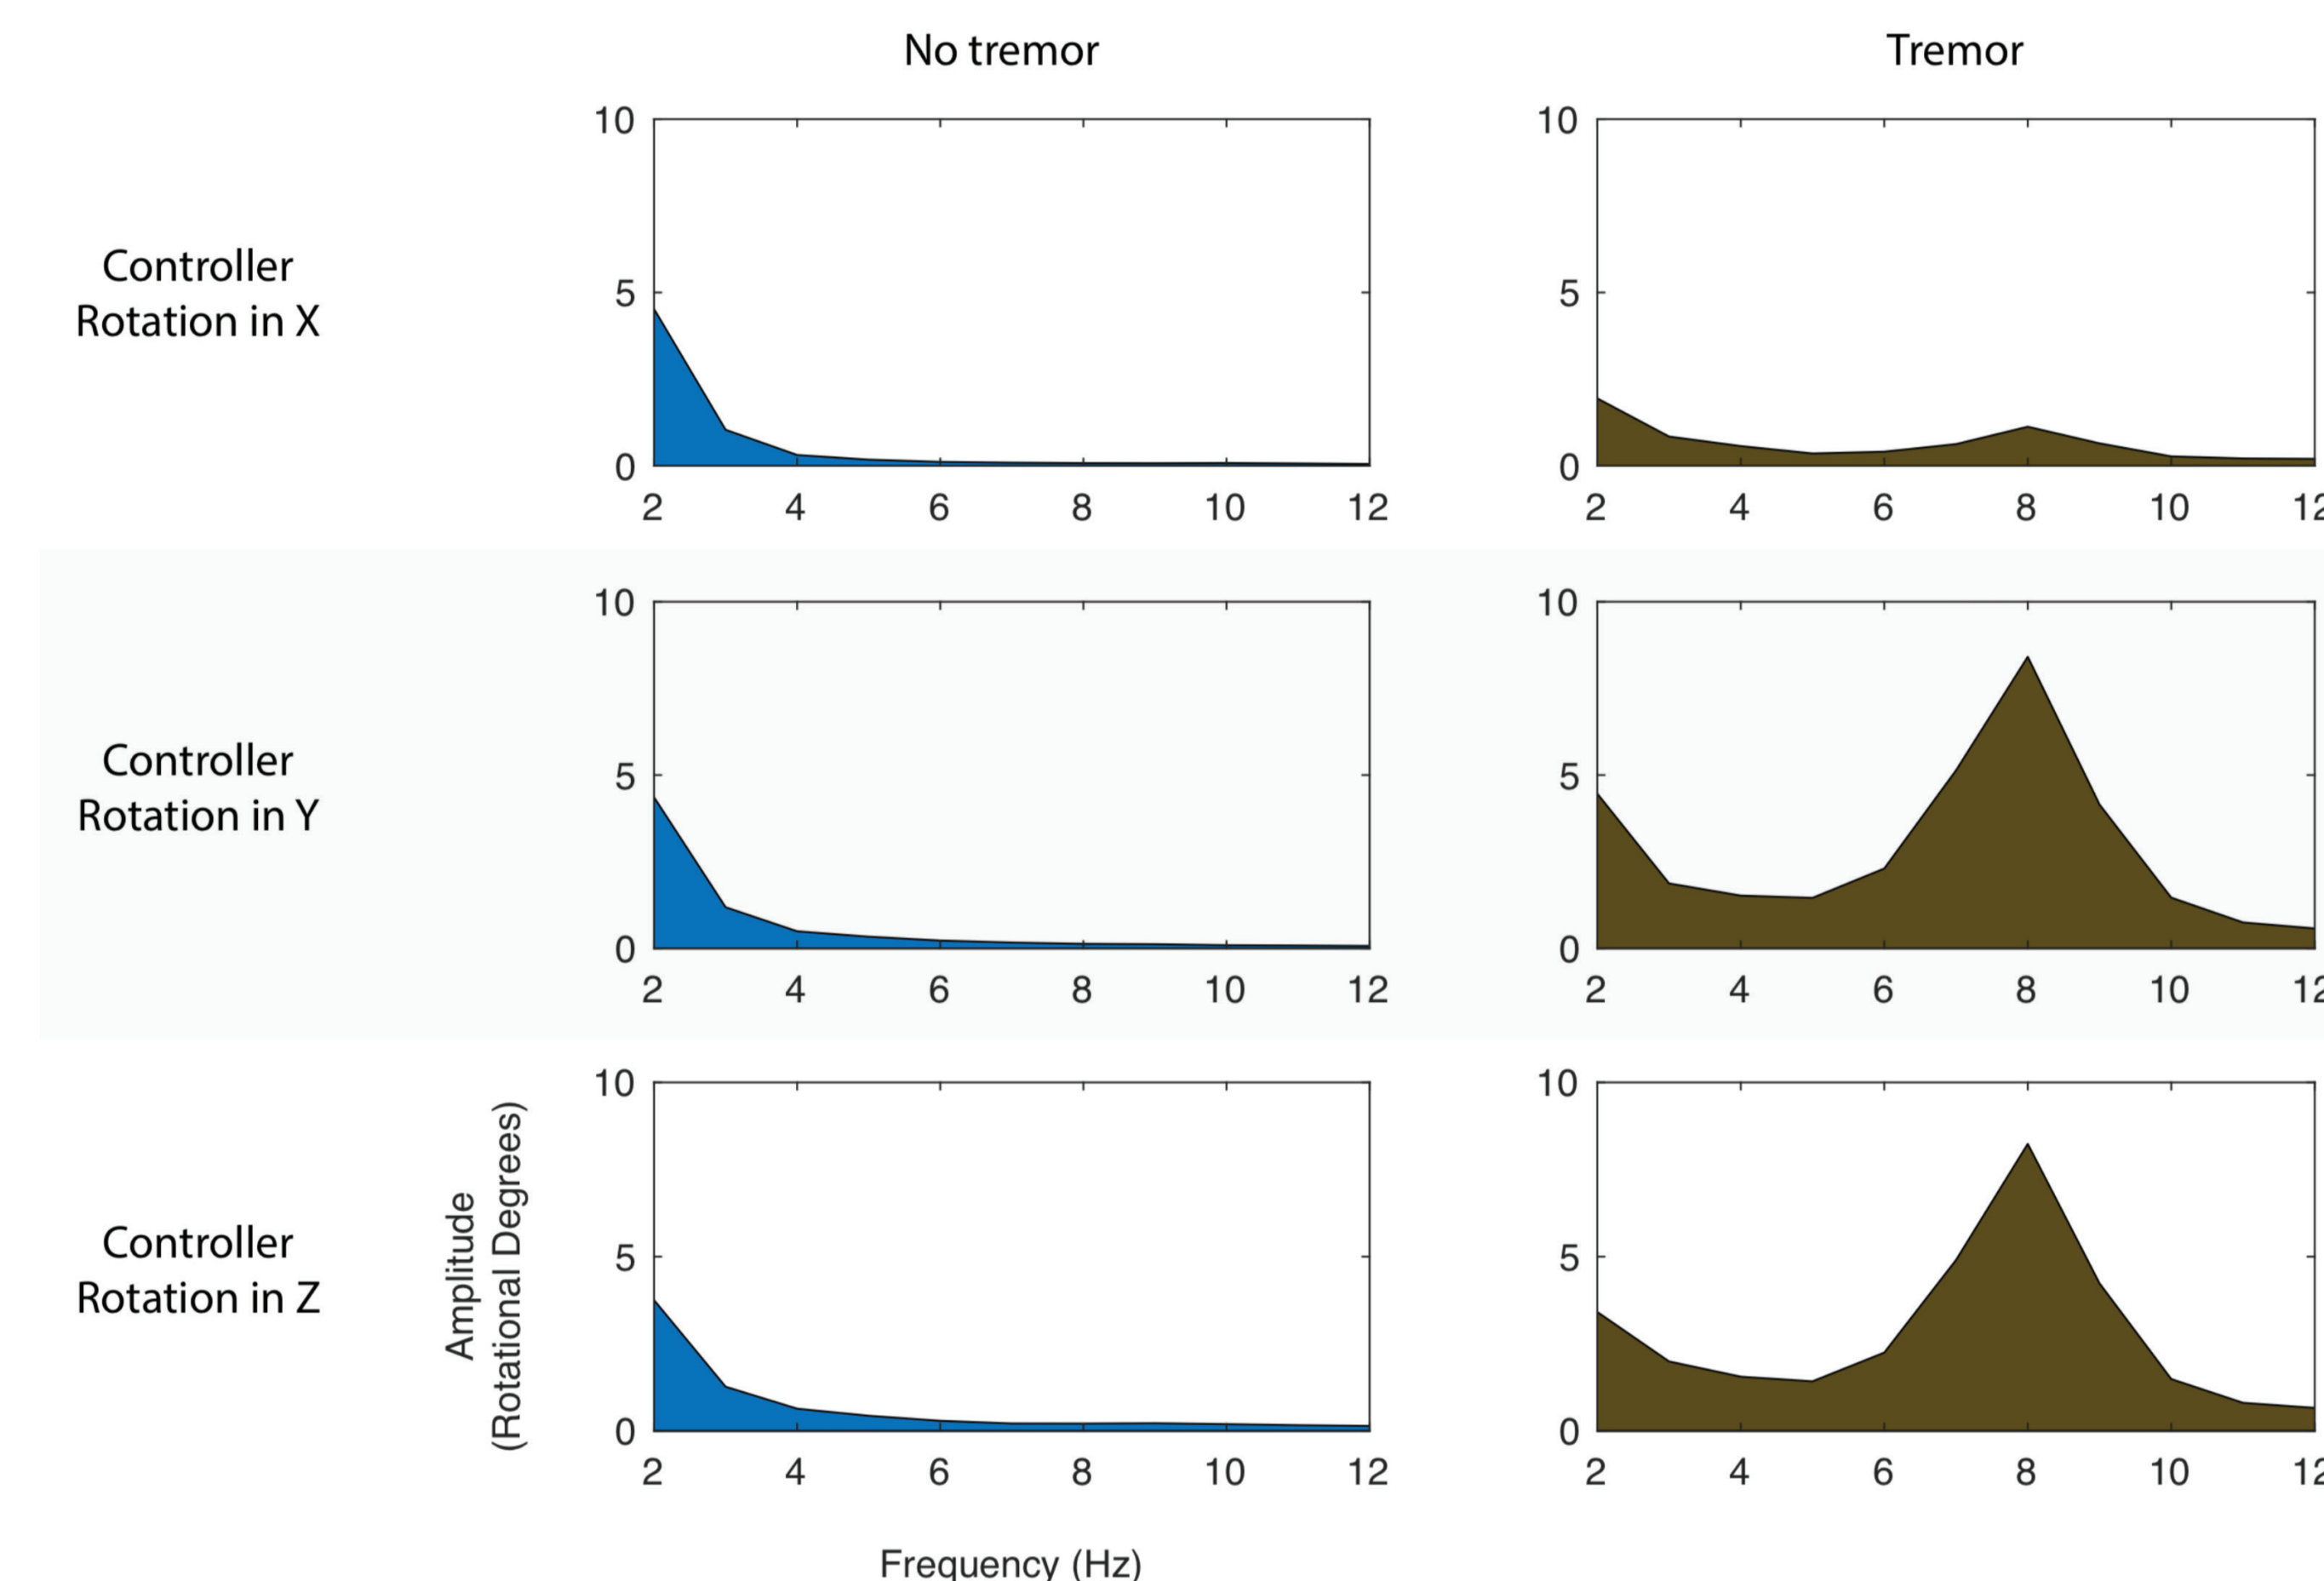 No tremor
Tremor
Controller
Rotation in X
10
5
0
2 4 6 8 10 12
10
5
0
2 4 6 8 10 12
Controller
Rotation in Y
10
5
0
2 4 6 8 10 12
10
5
0
2 4 6 8 10 12
Controller
Rotation in Z
Amplitude
(Rotational Degrees)
10
5
0
2 4 6 8 10 12
10
5
0
2 4 6 8 10 12
Frequency (Hz)